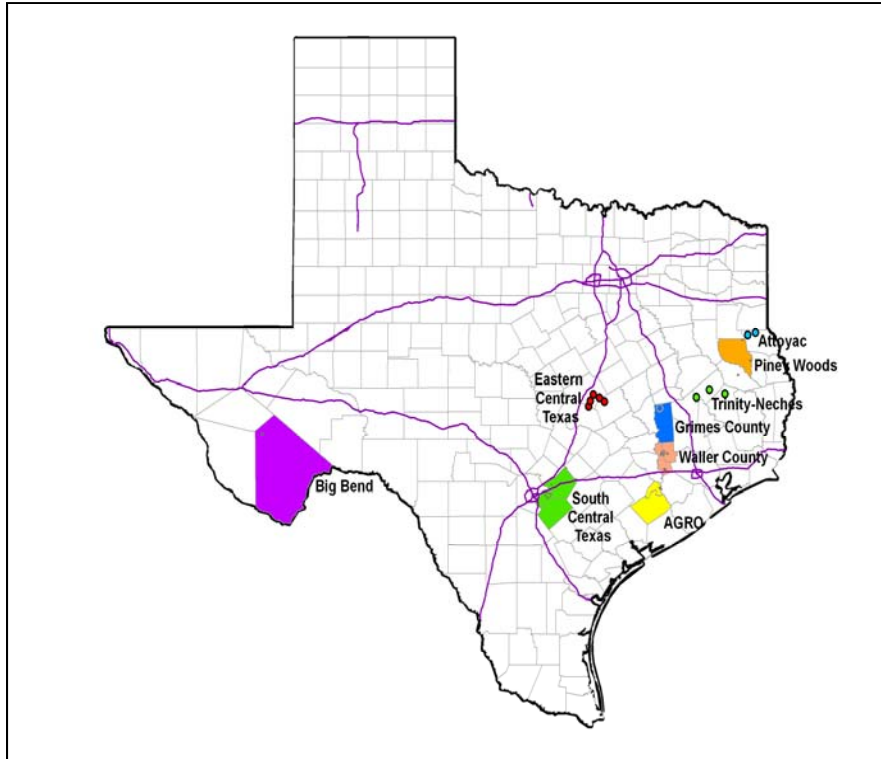 Attoyac
Piney Woods
Eastern
Central
Texas
Trinity-Neches
Grimes County
Waller County
Big Bend
South
Central
Texas
AGRO